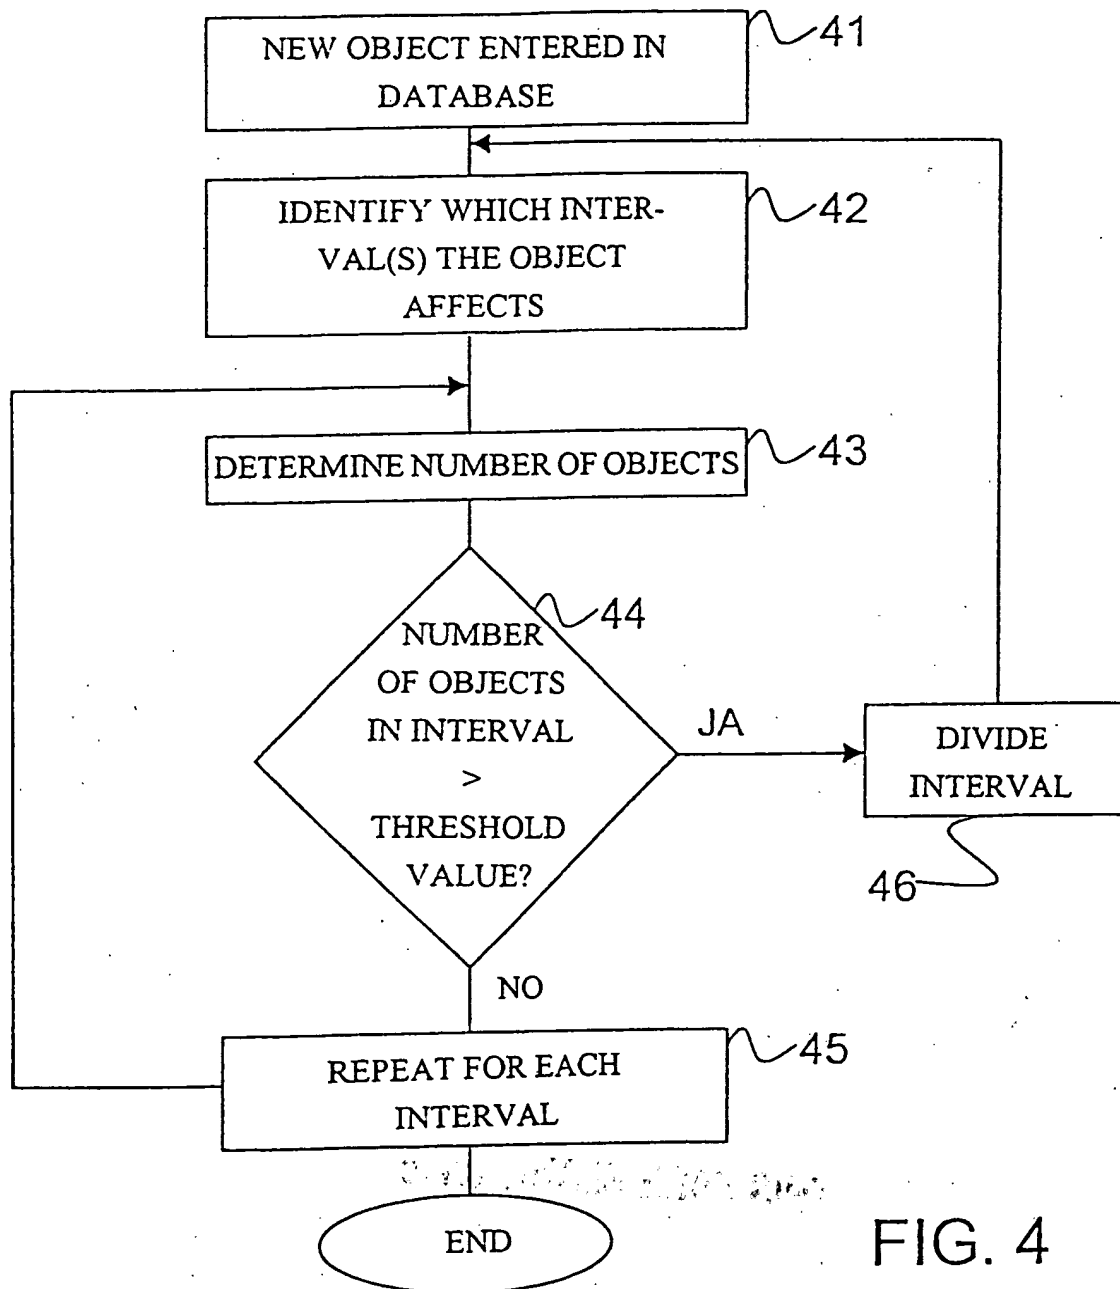 NEW OBJECT ENTERED IN
DATABASE
41
IDENTIFY WHICH INTER-
VAL(S) THE OBJECT
AFFECTS
42
DETERMINE NUMBER OF OBJECTS
43
44
NUMBER
OF OBJECTS
IN INTERVAL
>
THRESHOLD
VALUE?
JA
DIVIDE
INTERVAL
46
NO
REPEAT FOR EACH
INTERVAL
45
END
FIG. 4